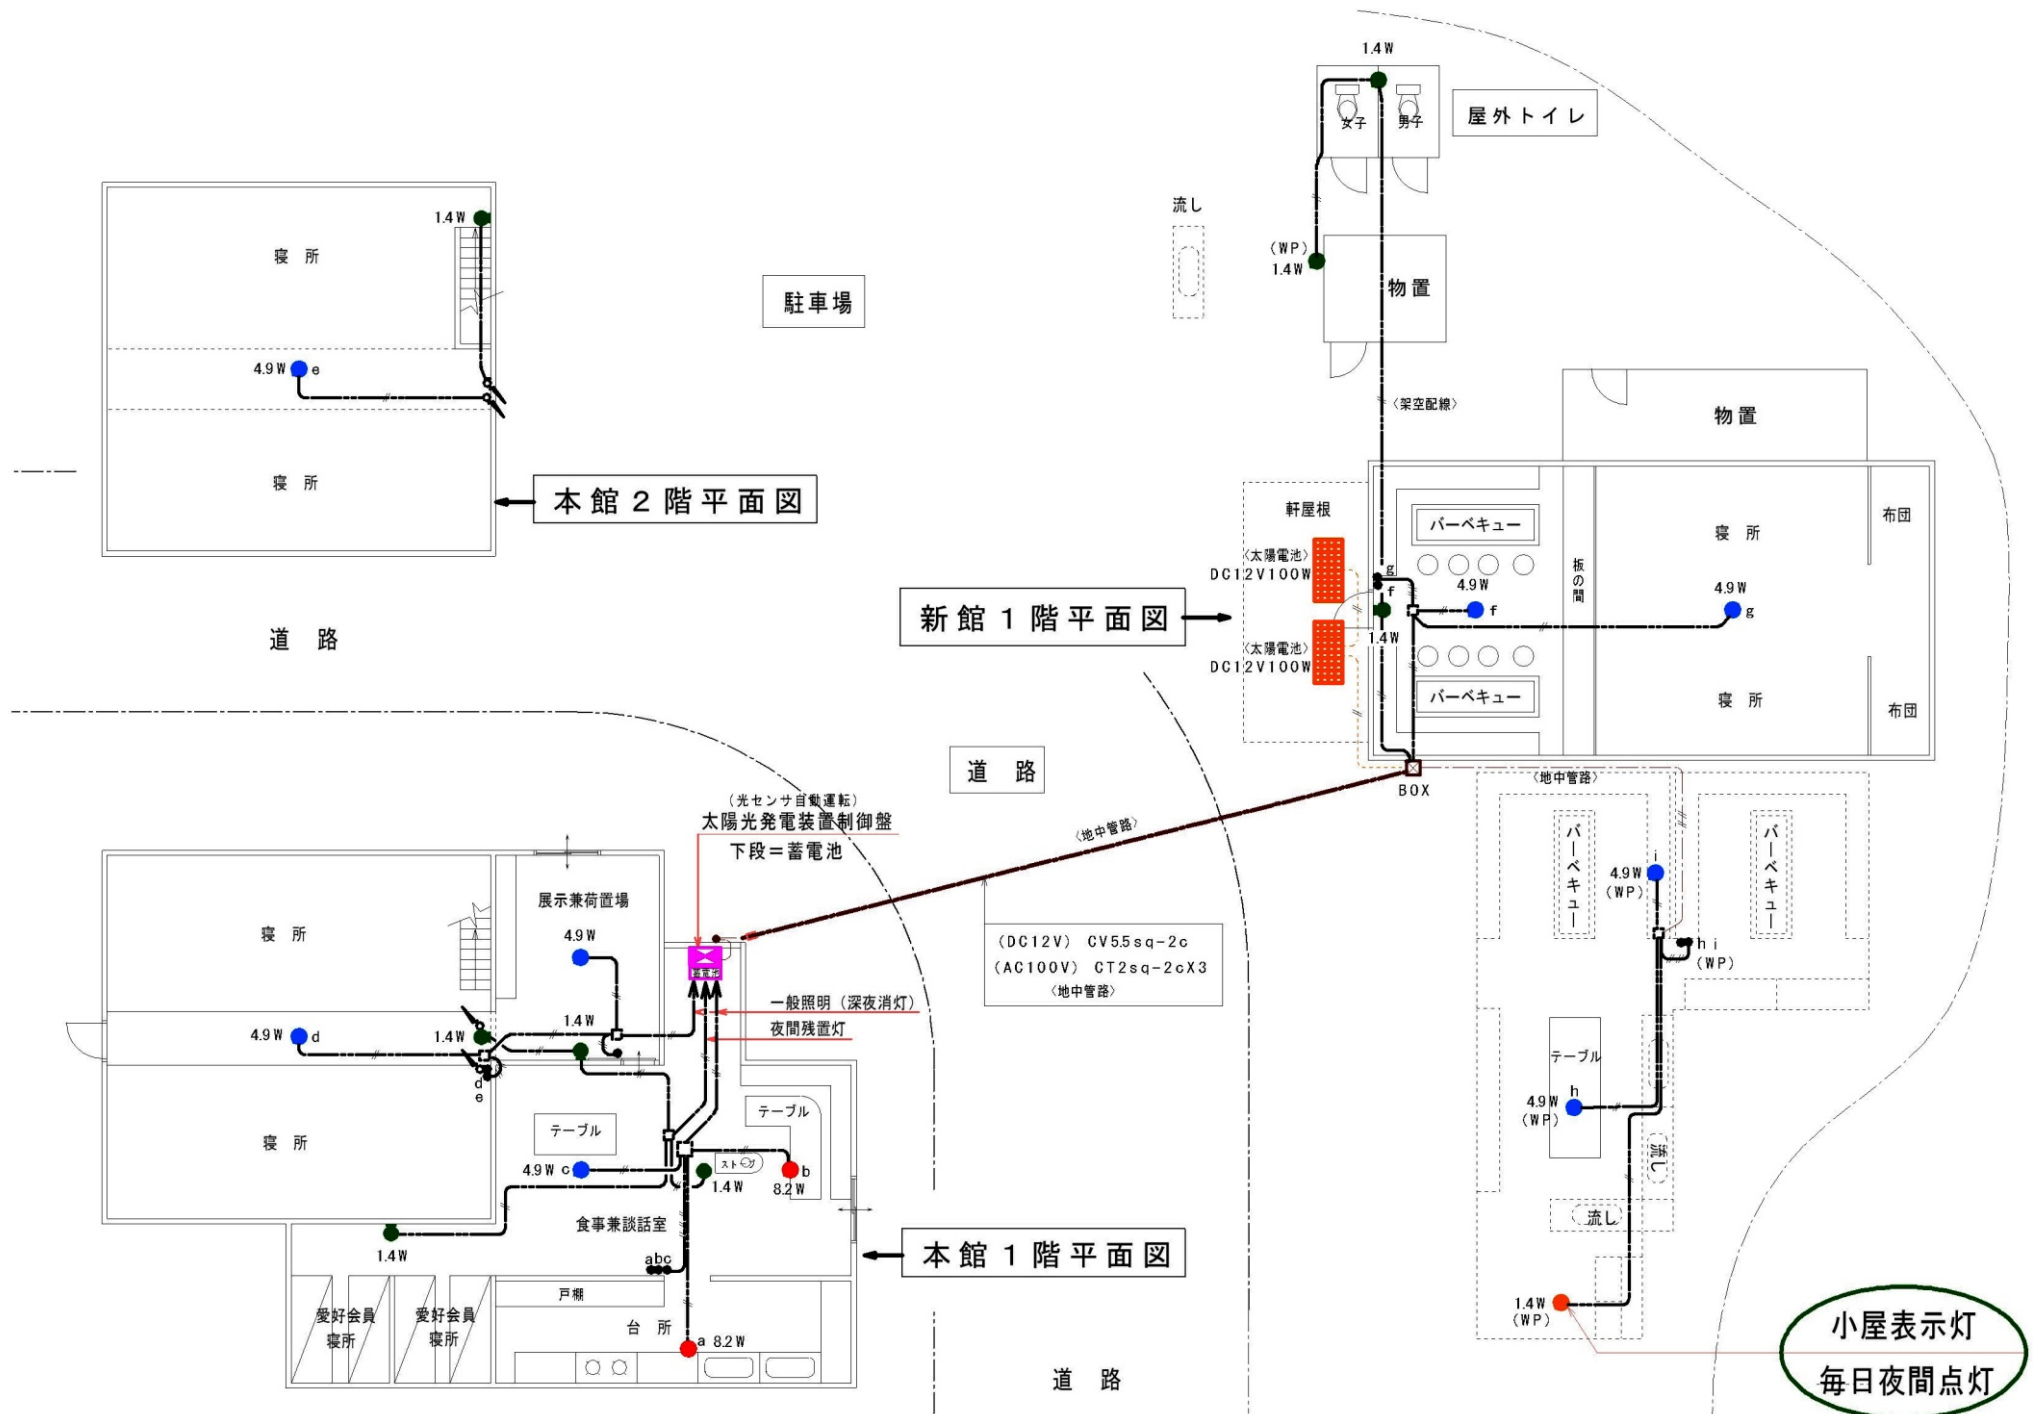 1.4W
女子
男子
屋外トイレ
流し
(WP)
1.4W
物置
〈架空配線〉
1.4W
寝 所
4.9W e
寝 所
駐車場
本館2階平面図
道 路
物置
軒屋根
〈太陽電池〉
DC12V100W
〈太陽電池〉
DC12V100W
新館1階平面図
g
f
1.4W
バーベキュー
4.9W
f
バーベキュー
板の間
寝 所
4.9W
g
寝 所
布団
布団
道 路
BOX
〈地中管路〉
〈地中管路〉
(光センサ自動運転)
太陽光発電装置制御盤
下段=蓄電池
(DC12V) CV5.5sq-2c
(AC100V) CT2sq-2cX3
〈地中管路〉
展示兼荷置場
4.9W
蓄電池
一般照明(深夜消灯)
夜間残置灯
寝 所
4.9W d
1.4W
1.4W
d
e
寝 所
テーブル
テーブル
4.9W c
ストーブ
1.4W
b
8.2W
食事兼談話室
1.4W
abc
本館1階平面図
戸棚
愛好会員
寝所
愛好会員
寝所
台 所
a 8.2W
道 路
バーベキュー
バーベキュー
i
4.9W
(WP)
h i
(WP)
テーブル
h
4.9W
(WP)
流し
流し
1.4W
(WP)
小屋表示灯
毎日夜間点灯